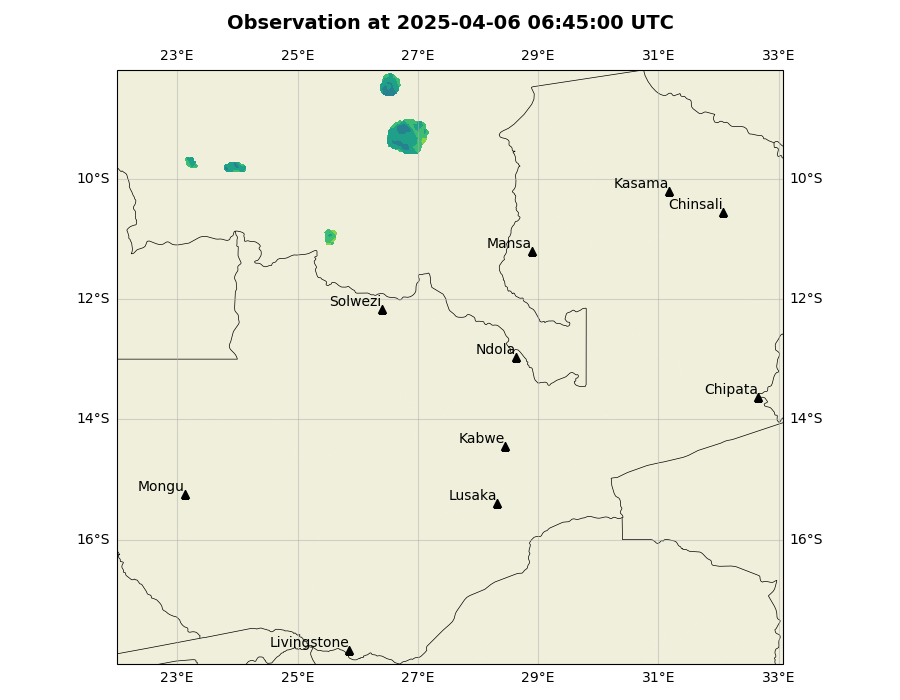 Observation at 2025-04-06 06:45:00 UTC
23°E 25°E 27°E 29°E 31°E 33°E
10°S 10°S
Kasama
Chinsali
Mansa
12°S 12°S
Solwezi
Ndola
Chipata
14°S 14°S
Kabwe
Mongu
Lusaka
16°S 16°S
Livingstone
23°E 25°E 27°E 29°E 31°E 33°E